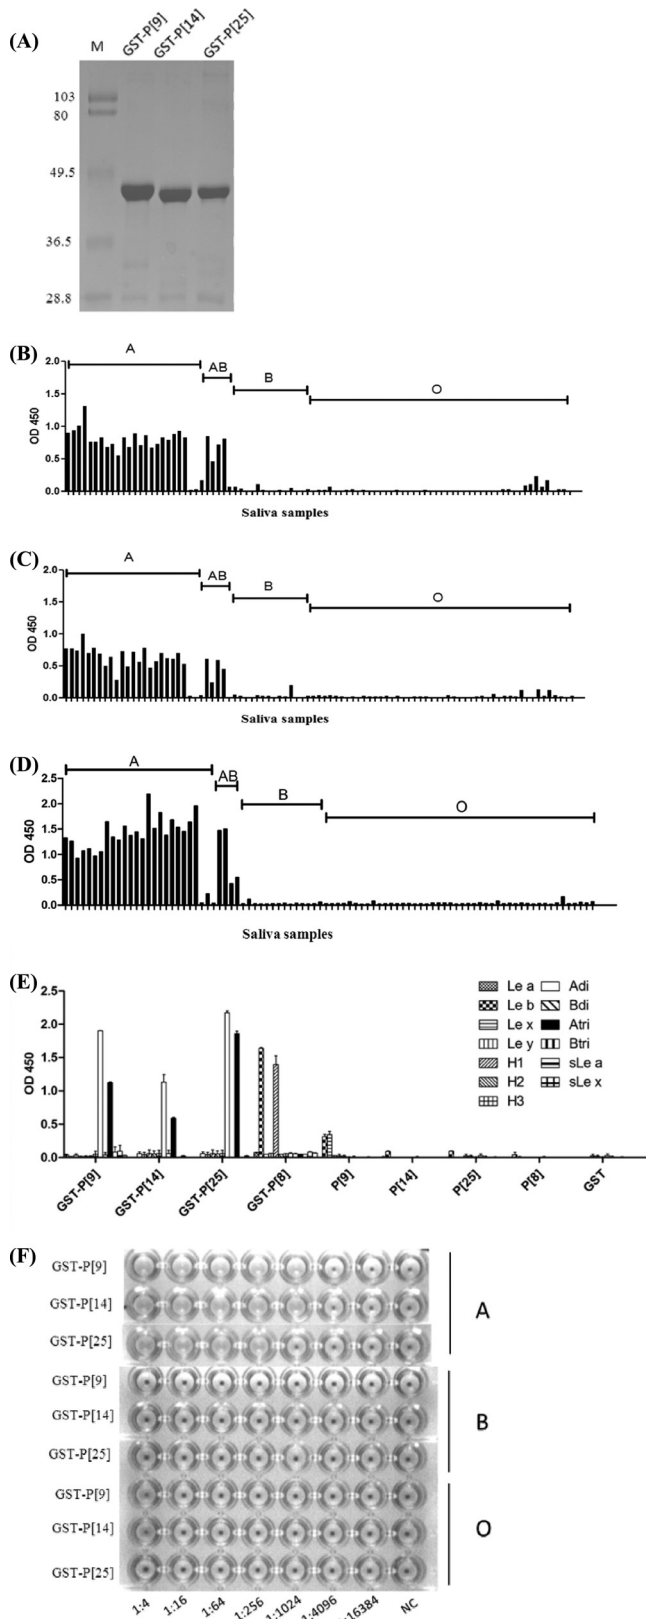 (A)
M GST-P[9] GST-P[14] GST-P[25]
103
80
49.5
36.5
28.8
(B)
A
AB
B
O
2.0
1.5
1.0
0.5
0.0
OD 450
Saliva samples
(C)
A
AB
B
O
2.0
1.5
1.0
0.5
0.0
OD 450
Saliva samples
(D)
A
AB
B
O
2.5
2.0
1.5
1.0
0.5
0.0
OD 450
Saliva samples
(E)
2.5
2.0
1.5
1.0
0.5
0.0
OD 450
Le a Adi
Le b Bdi
Le x Atri
Le y Btri
H1 sLe a
H2 sLe x
H3
GST-P[9] GST-P[14] GST-P[25] GST-P[8] P[9] P[14] P[25] P[8] GST
(F)
GST-P[9]
GST-P[14]
GST-P[25]
A
GST-P[9]
GST-P[14]
GST-P[25]
B
GST-P[9]
GST-P[14]
GST-P[25]
O
1:4 1:16 1:64 1:256 1:1024 1:4096 :16384 NC